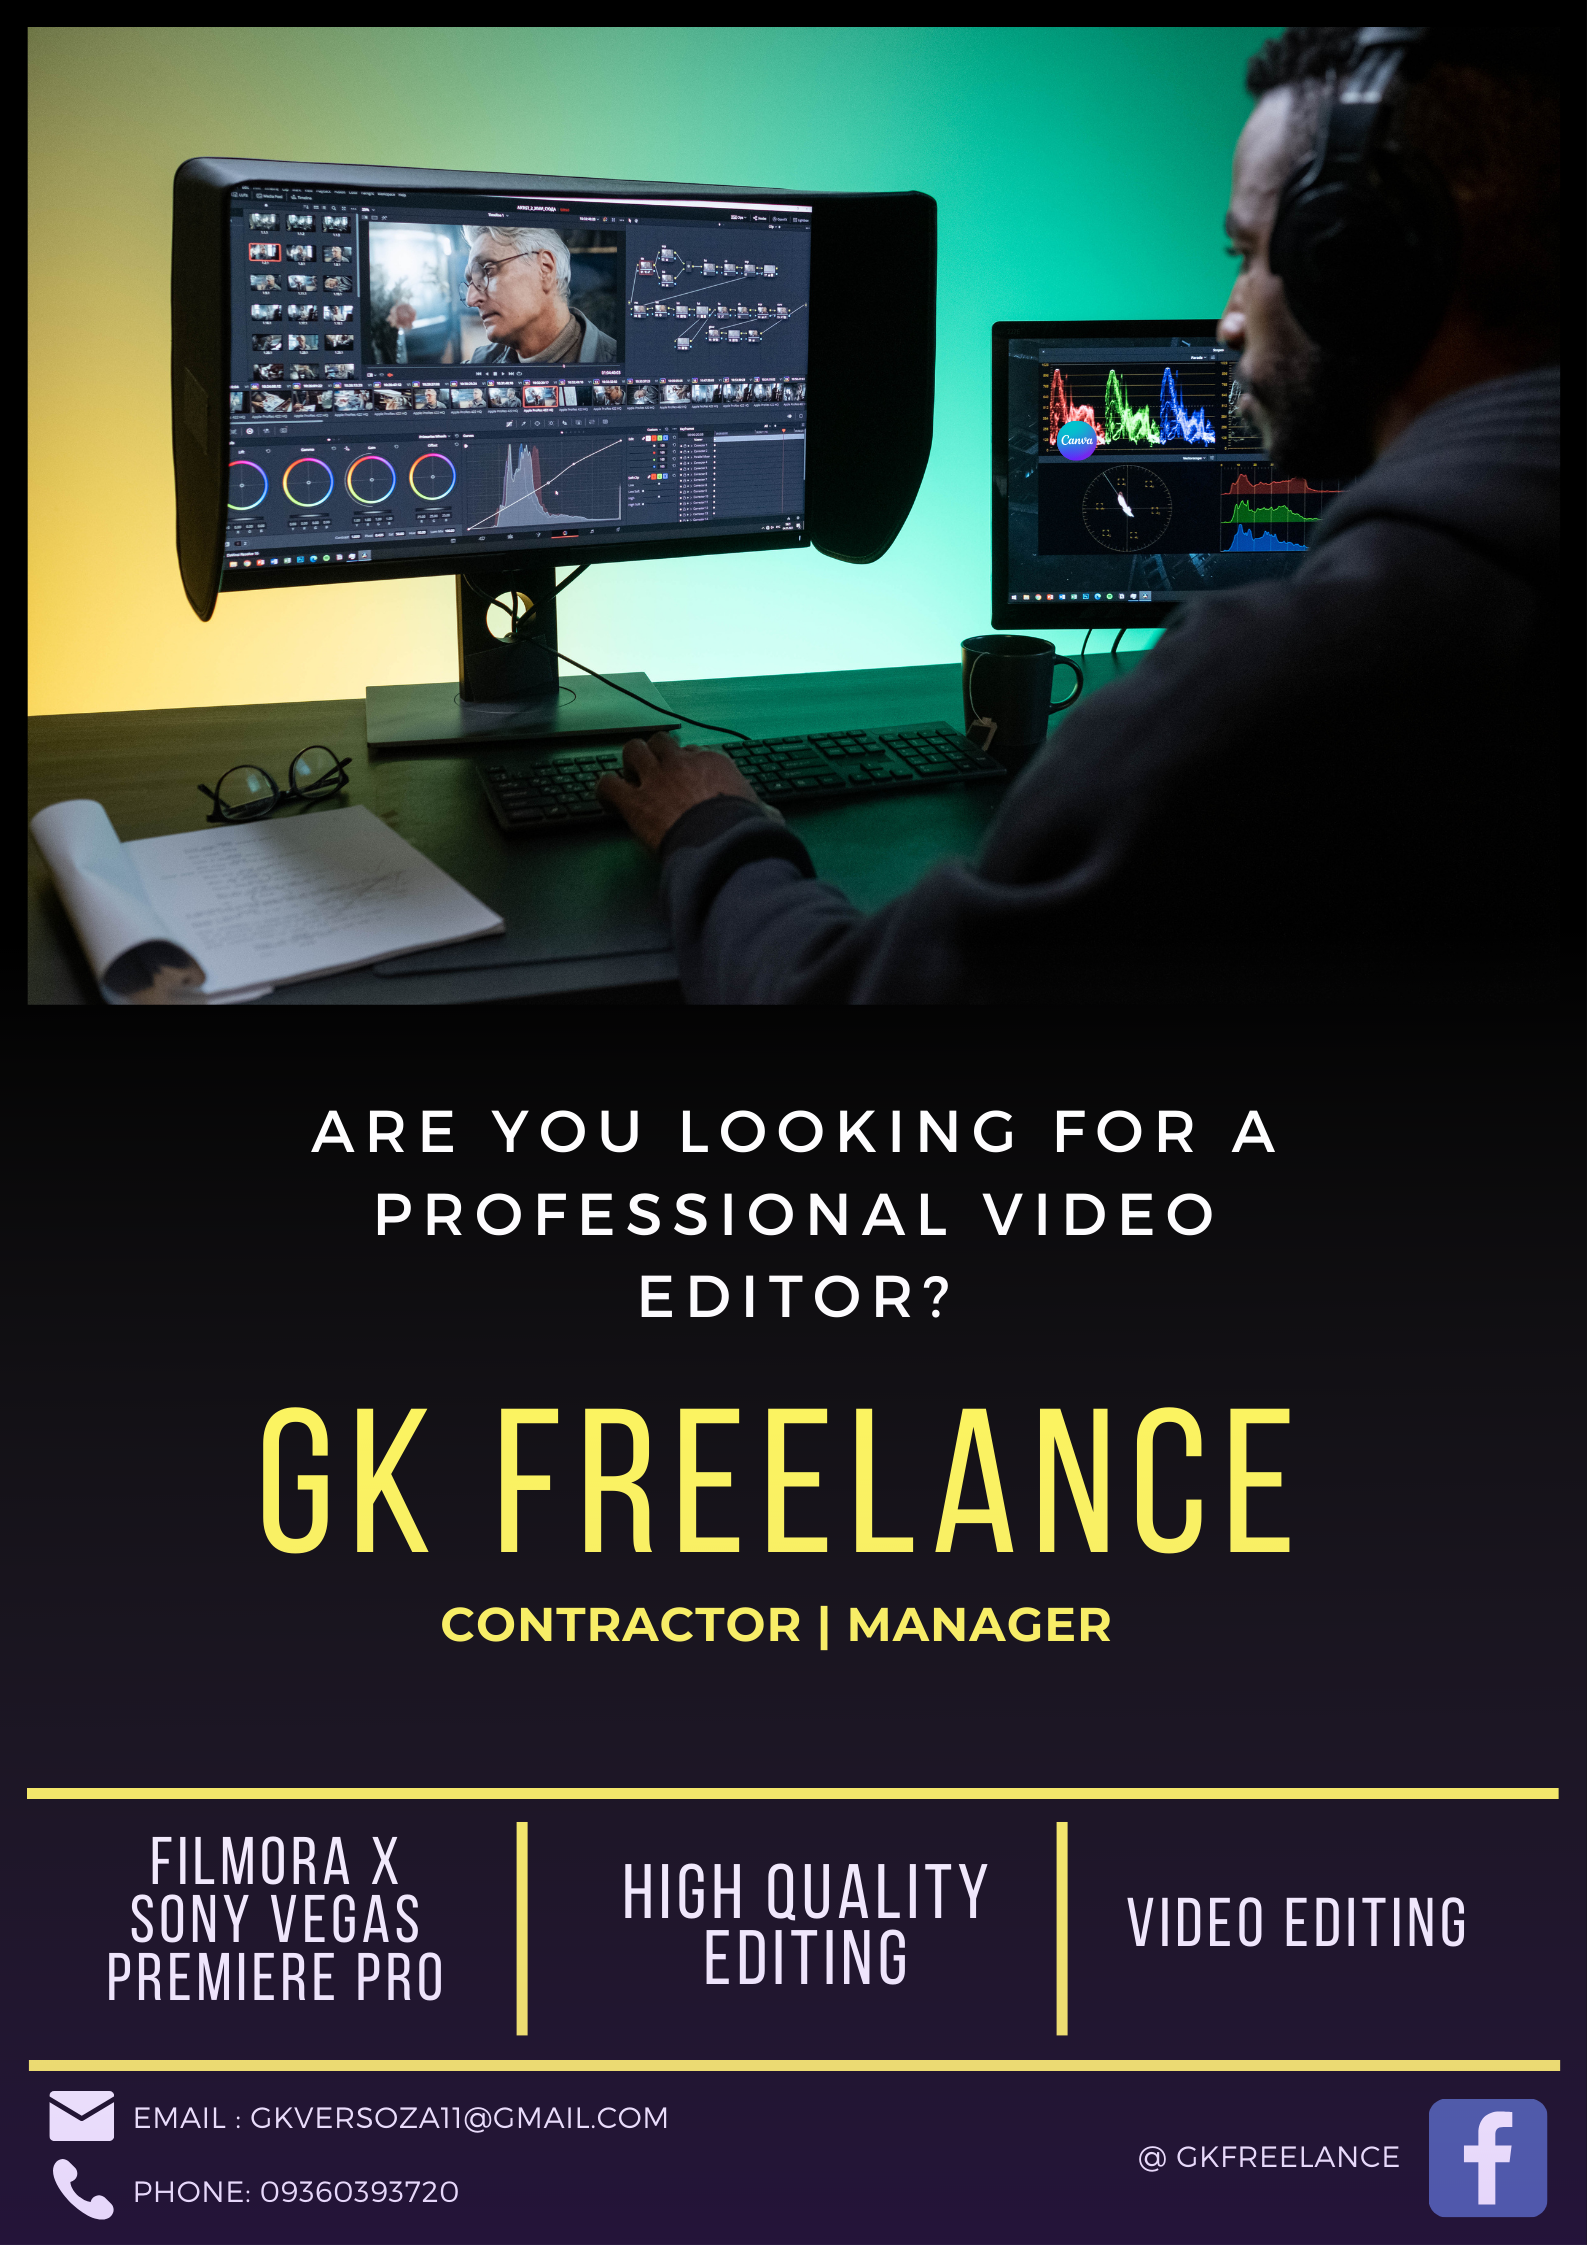 Canva
ARE YOU LOOKING FOR A
PROFESSIONAL VIDEO
EDITOR?
GK FREELANCE
CONTRACTOR | MANAGER
FILMORA X
SONY VEGAS
PREMIERE PRO
HIGH QUALITY
EDITING
VIDEO EDITING
EMAIL : GKVERSOZA11@GMAIL.COM
PHONE: 09360393720
@ GKFREELANCE